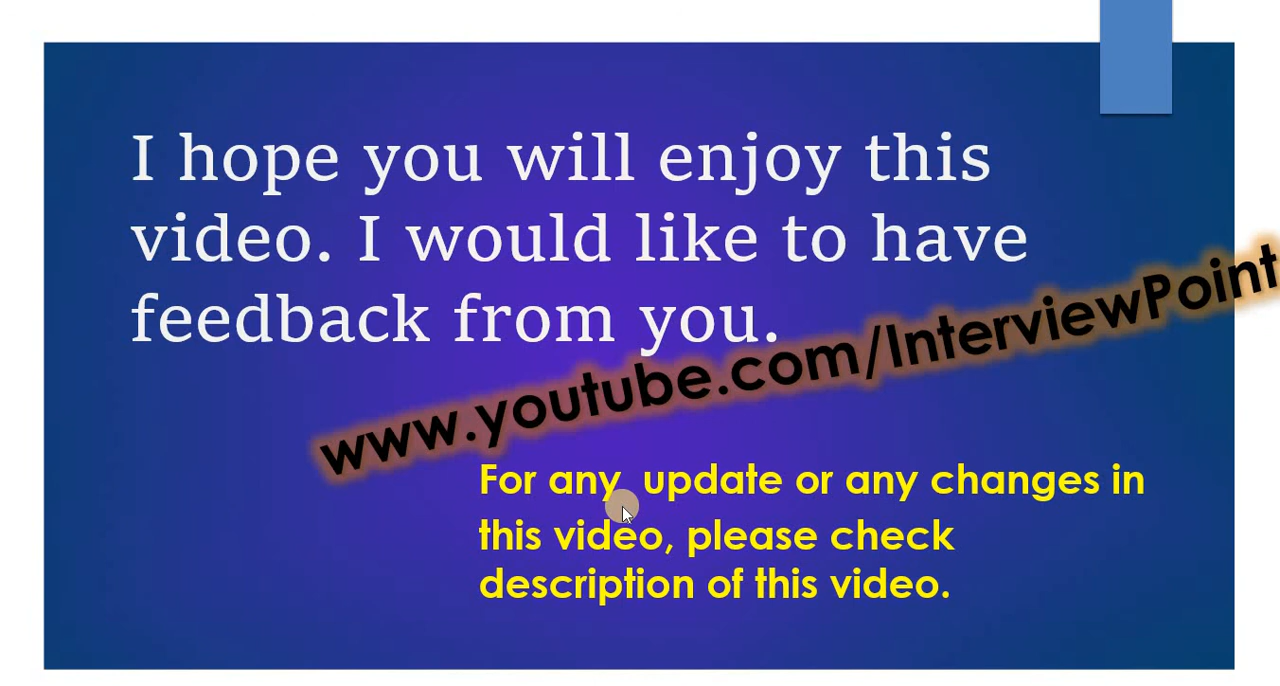 I hope you will enjoy this
video. I would like to have
feedback from you.
www.youtube.com/InterviewPoint
For any  update or any changes in
this video, please check
description of this video.